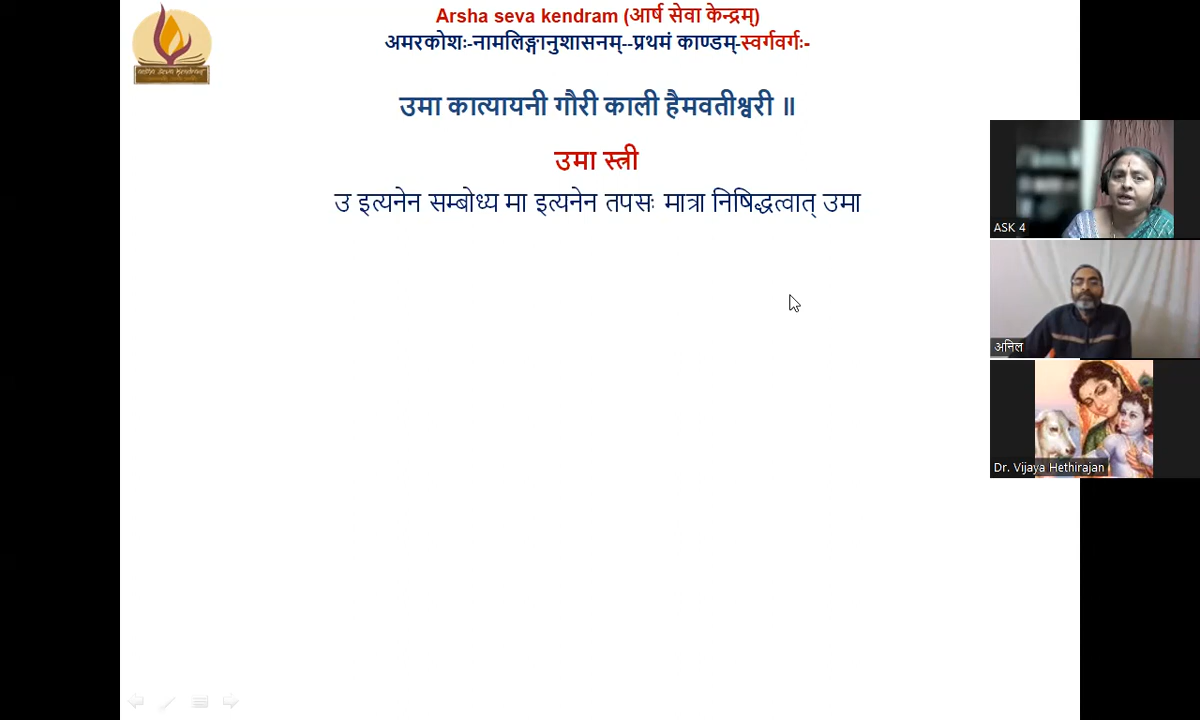 Arsha seva kendram (आर्ष सेवा केन्द्रम्)
अमरकोशः-नामलिङ्गानुशासनम्--प्रथमं काण्डम्-स्वर्गवर्गः-
उमा कात्यायनी गौरी काली हैमवतीश्वरी ॥
उमा स्त्री
उ इत्यनेन सम्बोध्य मा इत्यनेन तपसः मात्रा निषिद्धत्वात् उमा
ASK 4
अनिल
Dr. Vijaya Hethirajan